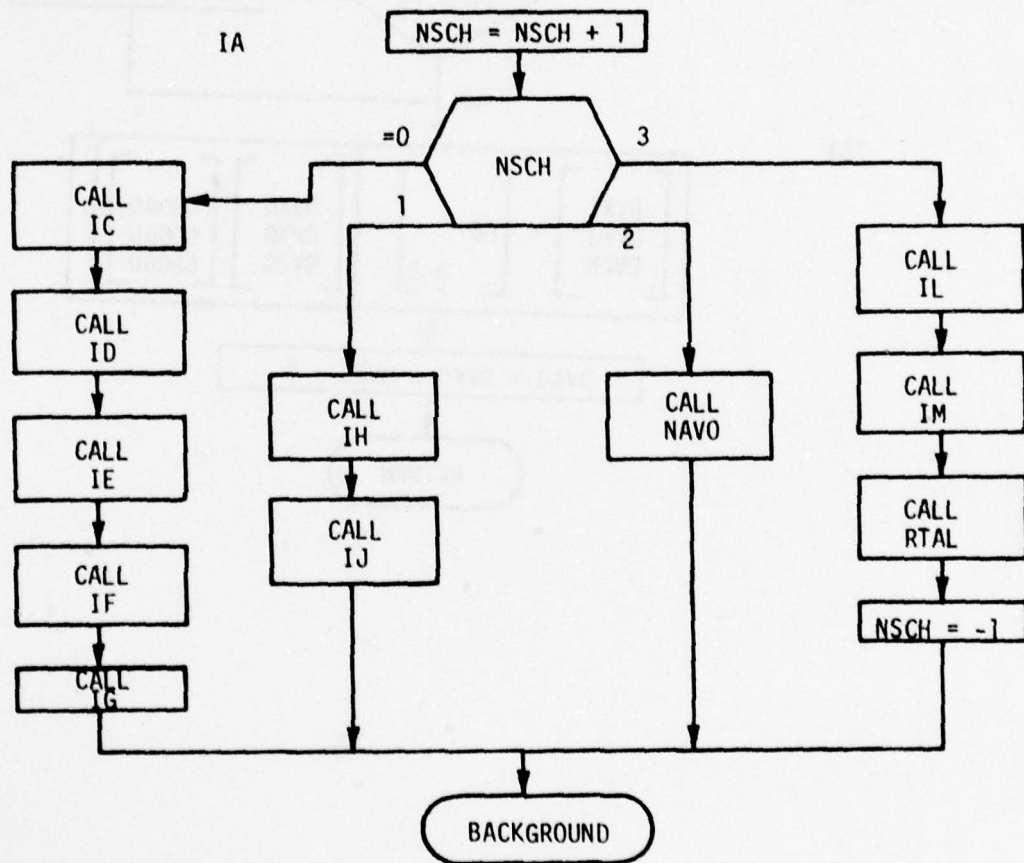 IA
NSCH = NSCH + 1
=0
3
NSCH
1
2
CALL
IC
CALL
ID
CALL
IE
CALL
IF
CALL
IG
CALL
IH
CALL
IJ
CALL
NAVO
CALL
IL
CALL
IM
CALL
RTAL
NSCH = -1
BACKGROUND